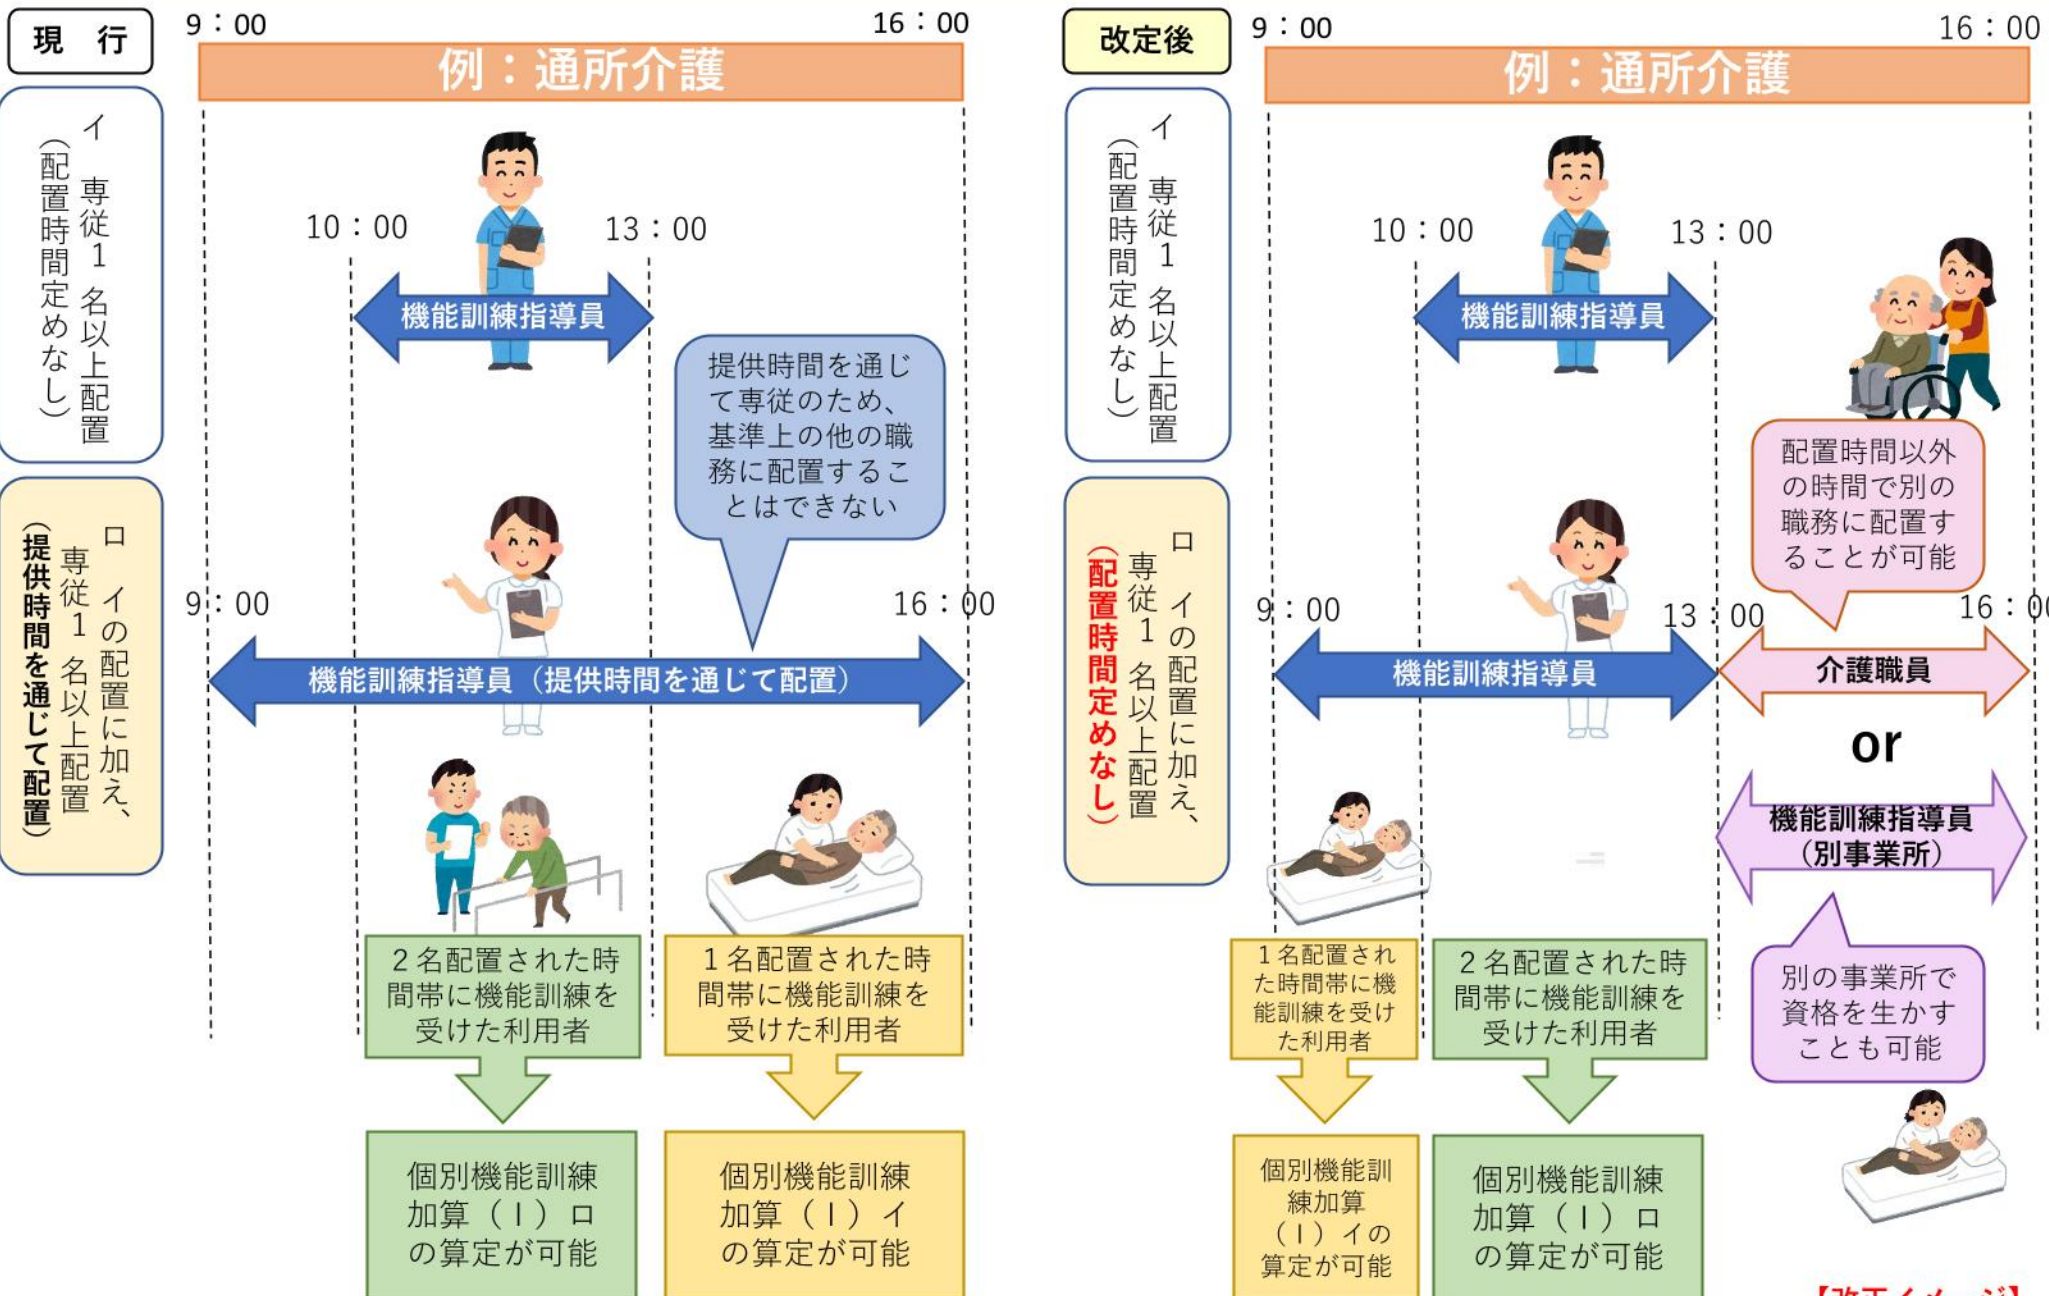 現　行
9：00
16：00
例：通所介護
イ　専従１名以上配置
（配置時間定めなし）
10：00
13：00
機能訓練指導員
提供時間を通じ
て専従のため、
基準上の他の職
務に配置するこ
とはできない
ロ　イの配置に加え、
専従１名以上配置
（提供時間を通じて配置）
9：00
16：00
機能訓練指導員（提供時間を通じて配置）
２名配置された時
間帯に機能訓練を
受けた利用者
１名配置された時
間帯に機能訓練を
受けた利用者
個別機能訓練
加算（Ⅰ）ロ
の算定が可能
個別機能訓練
加算（Ⅰ）イ
の算定が可能
改定後
9：00
16：00
例：通所介護
イ　専従１名以上配置
（配置時間定めなし）
10：00
13：00
機能訓練指導員
配置時間以外
の時間で別の
職務に配置す
ることが可能
ロ　イの配置に加え、
専従１名以上配置
（配置時間定めなし）
9：00
13：00
16：00
機能訓練指導員
介護職員
or
機能訓練指導員
（別事業所）
別の事業所で
資格を生かす
ことも可能
１名配置され
た時間帯に機
能訓練を受け
た利用者
２名配置された時
間帯に機能訓練を
受けた利用者
個別機能訓
練加算
（Ⅰ）イの
算定が可能
個別機能訓練
加算（Ⅰ）ロ
の算定が可能
【改正イメージ】